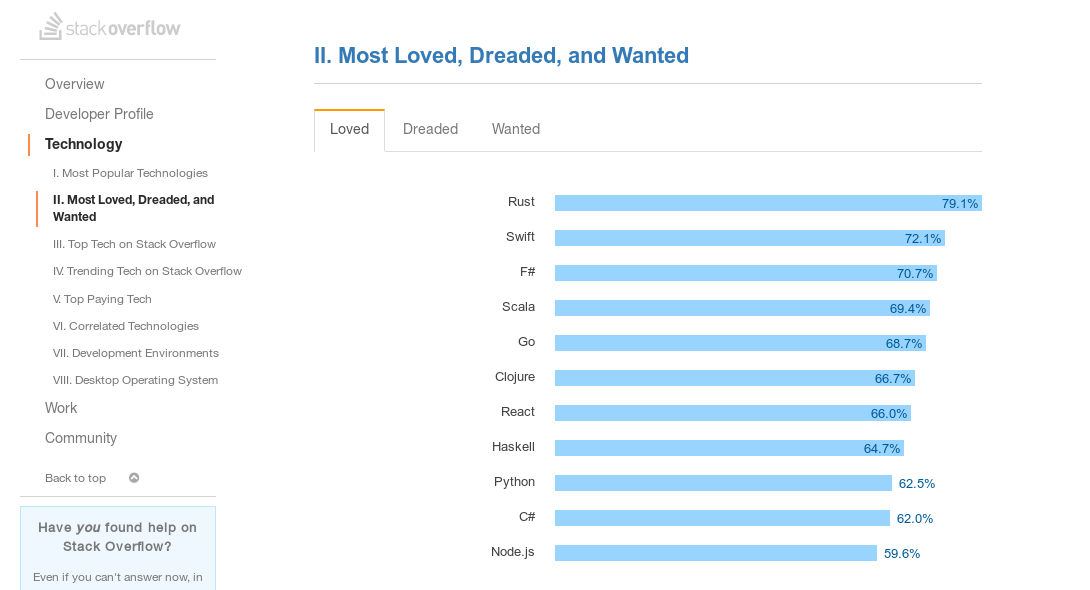 stackoverflow
Overview
Developer Profile
Technology
I. Most Popular Technologies
II. Most Loved, Dreaded, and
Wanted
III. Top Tech on Stack Overflow
IV. Trending Tech on Stack Overflow
V. Top Paying Tech
VI. Correlated Technologies
VII. Development Environments
VIII. Desktop Operating System
Work
Community
Back to top
Have you found help on
Stack Overflow?
Even if you can't answer now, in
II. Most Loved, Dreaded, and Wanted
Loved Dreaded Wanted
Rust 79.1%
Swift 72.1%
F# 70.7%
Scala 69.4%
Go 68.7%
Clojure 66.7%
React 66.0%
Haskell 64.7%
Python 62.5%
C# 62.0%
Node.js 59.6%